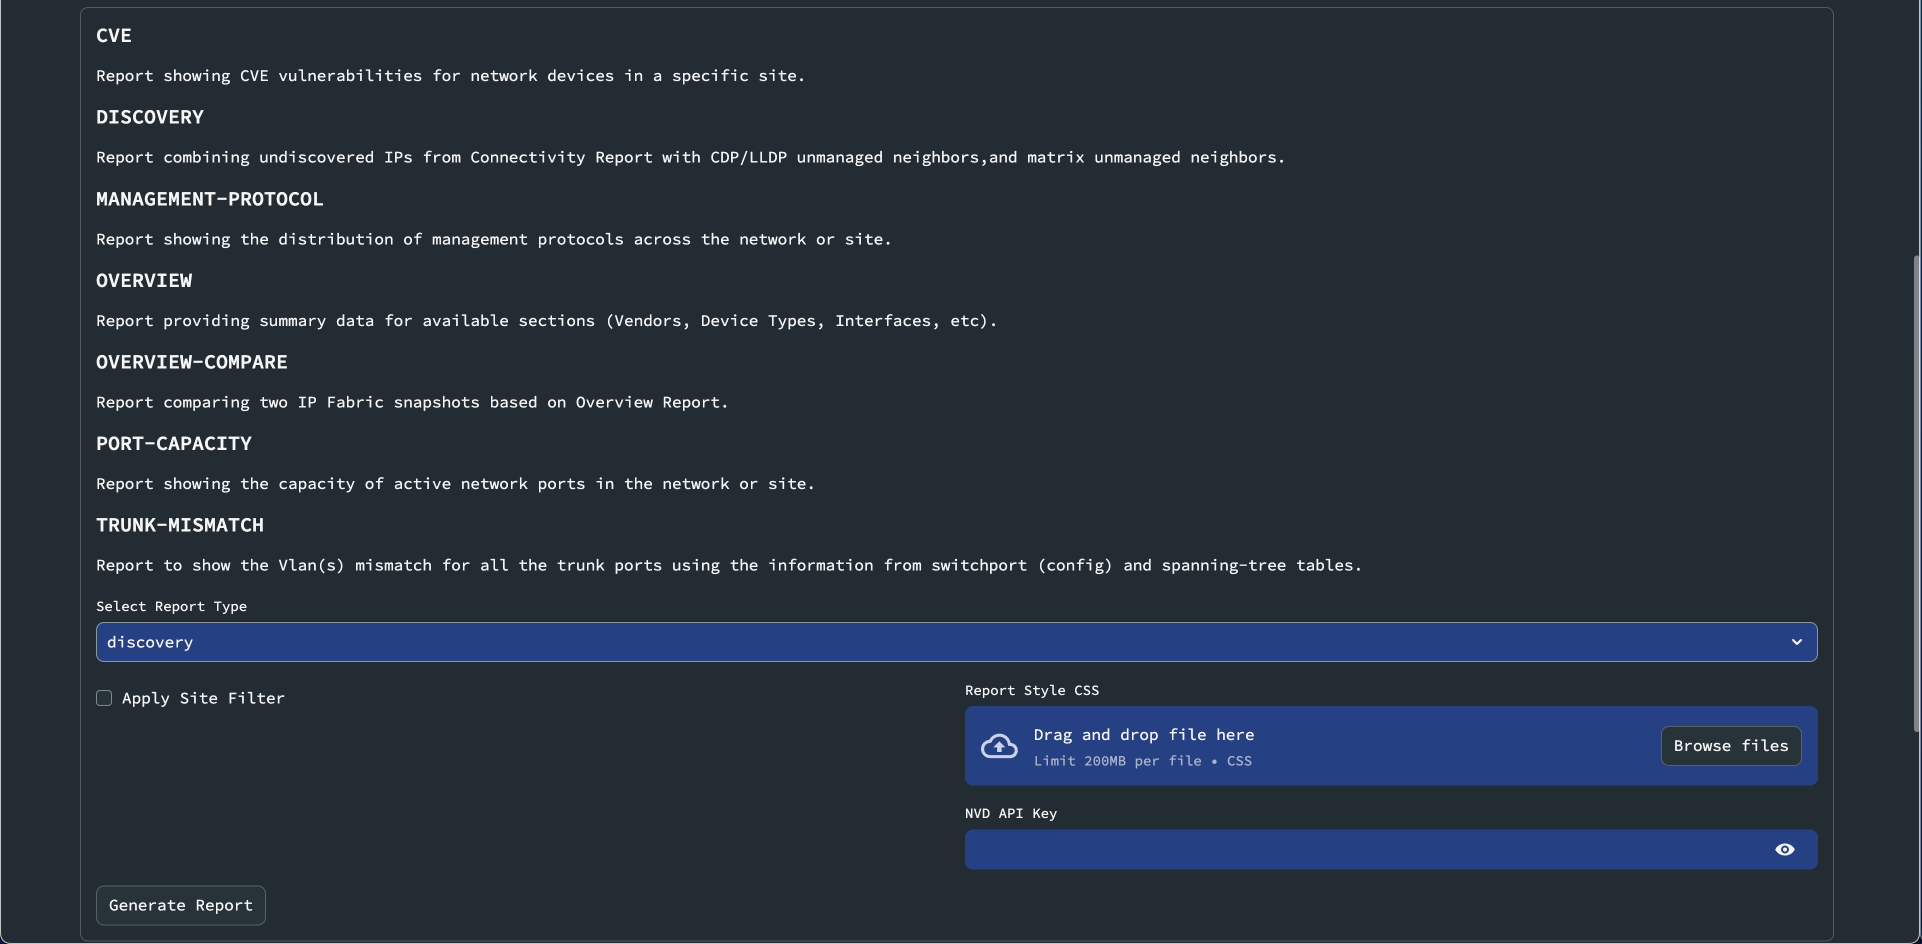 CVE
Report showing CVE vulnerabilities for network devices in a specific site.
DISCOVERY
Report combining undiscovered IPs from Connectivity Report with CDP/LLDP unmanaged neighbors,and matrix unmanaged neighbors.
MANAGEMENT-PROTOCOL
Report showing the distribution of management protocols across the network or site.
OVERVIEW
Report providing summary data for available sections (Vendors, Device Types, Interfaces, etc).
OVERVIEW-COMPARE
Report comparing two IP Fabric snapshots based on Overview Report.
PORT-CAPACITY
Report showing the capacity of active network ports in the network or site.
TRUNK-MISMATCH
Report to show the Vlan(s) mismatch for all the trunk ports using the information from switchport (config) and spanning-tree tables.
Select Report Type
discovery
Apply Site Filter
Report Style CSS
Drag and drop file here
Limit 200MB per file • CSS
Browse files
NVD API Key
Generate Report